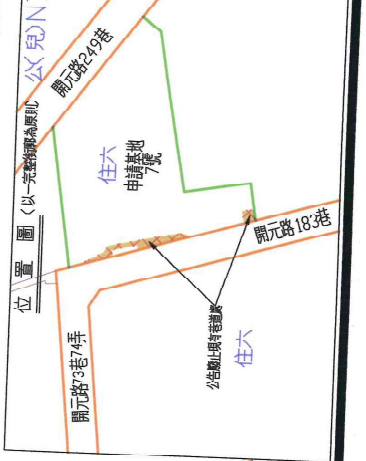 位置圖(以一完整街廓為原則)
公(兒)N
開元路249巷
住六
申請基地
7號
開元路183巷
開元路73巷74弄
公告廢止現有巷道處
住六